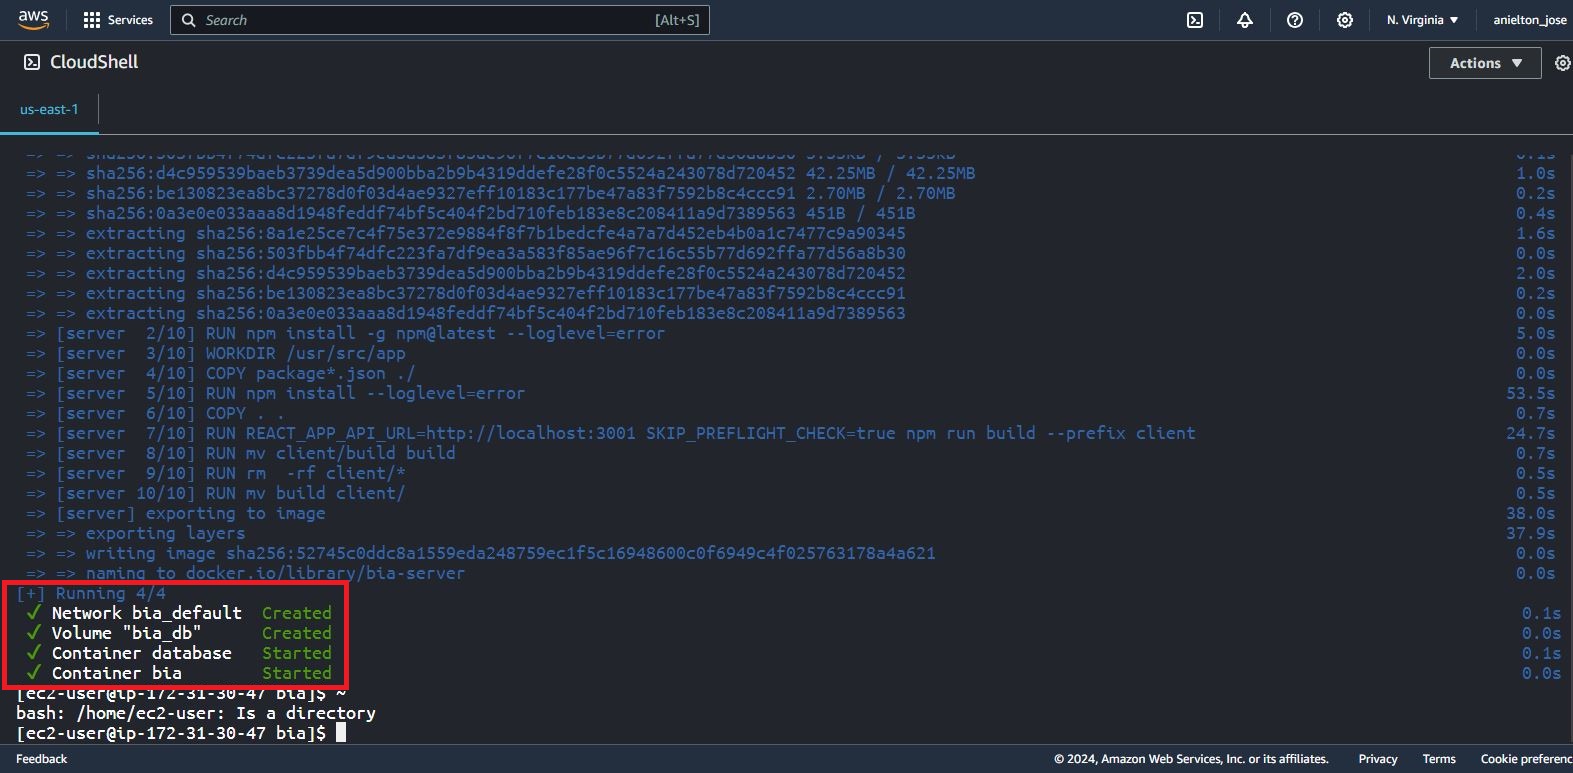 aws
Services
Search
[Alt+S]
N. Virginia
anielton_jose
CloudShell
Actions
us-east-1
=> => sha256:d4c959539baeb3739dea5d900bba2b9b4319ddefe28f0c5524a243078d720452 42.25MB / 42.25MB 1.0s
=> => sha256:be130823ea8bc37278d0f03d4ae9327eff10183c177be47a83f7592b8c4ccc91 2.70MB / 2.70MB 0.2s
=> => sha256:0a3e0e033aaa8d1948feddf74bf5c404f2bd710feb183e8c208411a9d7389563 451B / 451B 0.4s
=> => extracting sha256:8a1e25ce7c4f75e372e9884f8f7b1bedcfe4a7a7d452eb4b0a1c7477c9a90345 1.6s
=> => extracting sha256:503fbb4f74dfc223fa7df9ea3a583f85ae96f7c16c55b77d692ffa77d56a8b30 0.0s
=> => extracting sha256:d4c959539baeb3739dea5d900bba2b9b4319ddefe28f0c5524a243078d720452 2.0s
=> => extracting sha256:be130823ea8bc37278d0f03d4ae9327eff10183c177be47a83f7592b8c4ccc91 0.2s
=> => extracting sha256:0a3e0e033aaa8d1948feddf74bf5c404f2bd710feb183e8c208411a9d7389563 0.0s
=> [server  2/10] RUN npm install -g npm@latest --loglevel=error 5.0s
=> [server  3/10] WORKDIR /usr/src/app 0.0s
=> [server  4/10] COPY package*.json ./ 0.0s
=> [server  5/10] RUN npm install --loglevel=error 53.5s
=> [server  6/10] COPY . . 0.7s
=> [server  7/10] RUN REACT_APP_API_URL=http://localhost:3001 SKIP_PREFLIGHT_CHECK=true npm run build --prefix client 24.7s
=> [server  8/10] RUN mv client/build build 0.7s
=> [server  9/10] RUN rm  -rf client/* 0.5s
=> [server 10/10] RUN mv build client/ 0.5s
=> [server] exporting to image 38.0s
=> => exporting layers 37.9s
=> => writing image sha256:52745c0ddc8a1559eda248759ec1f5c16948600c0f6949c4f025763178a4a621 0.0s
=> => naming to docker.io/library/bia-server 0.0s
[+] Running 4/4
✓ Network bia_default Created 0.1s
✓ Volume "bia_db" Created 0.0s
✓ Container database Started 0.1s
✓ Container bia Started 0.0s
[ec2-user@ip-172-31-30-47 bia]$ ~
bash: /home/ec2-user: Is a directory
[ec2-user@ip-172-31-30-47 bia]$
Feedback
© 2024, Amazon Web Services, Inc. or its affiliates.
Privacy
Terms
Cookie preferenc